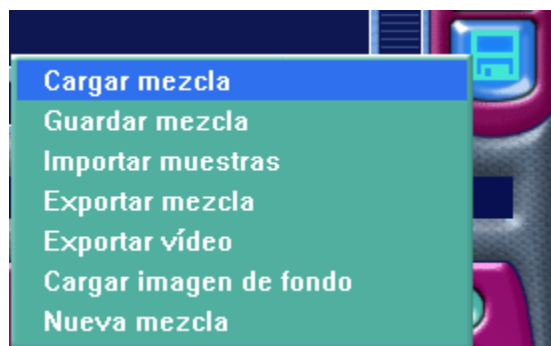 Cargar mezcla
Guardar mezcla
Importar muestras
Exportar mezcla
Exportar vídeo
Cargar imagen de fondo
Nueva mezcla